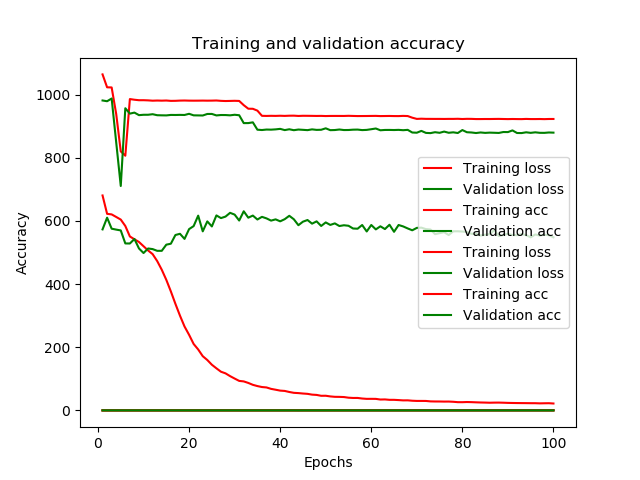 Training and validation accuracy
1000
800
600
400
200
0
Accuracy
Training loss
Validation loss
Training acc
Validation acc
Training loss
Validation loss
Training acc
Validation acc
0 20 40 60 80 100
Epochs